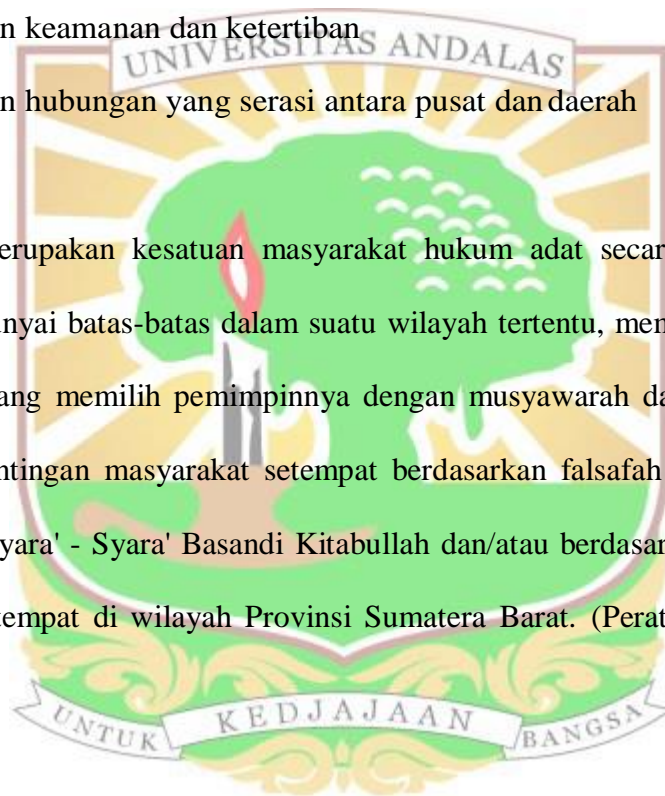 n keamanan dan ketertiban
UNIVERSITAS ANDALAS
n hubungan yang serasi antara pusat dan daerah
erupakan kesatuan masyarakat hukum adat secar
unyai batas-batas dalam suatu wilayah tertentu, men
ang memilih pemimpinnya dengan musyawarah da
ntingan masyarakat setempat berdasarkan falsafah
yara' - Syara' Basandi Kitabullah dan/atau berdasar
tempat di wilayah Provinsi Sumatera Barat. (Perat
UNTUK KEDJAJAAN BANGSA